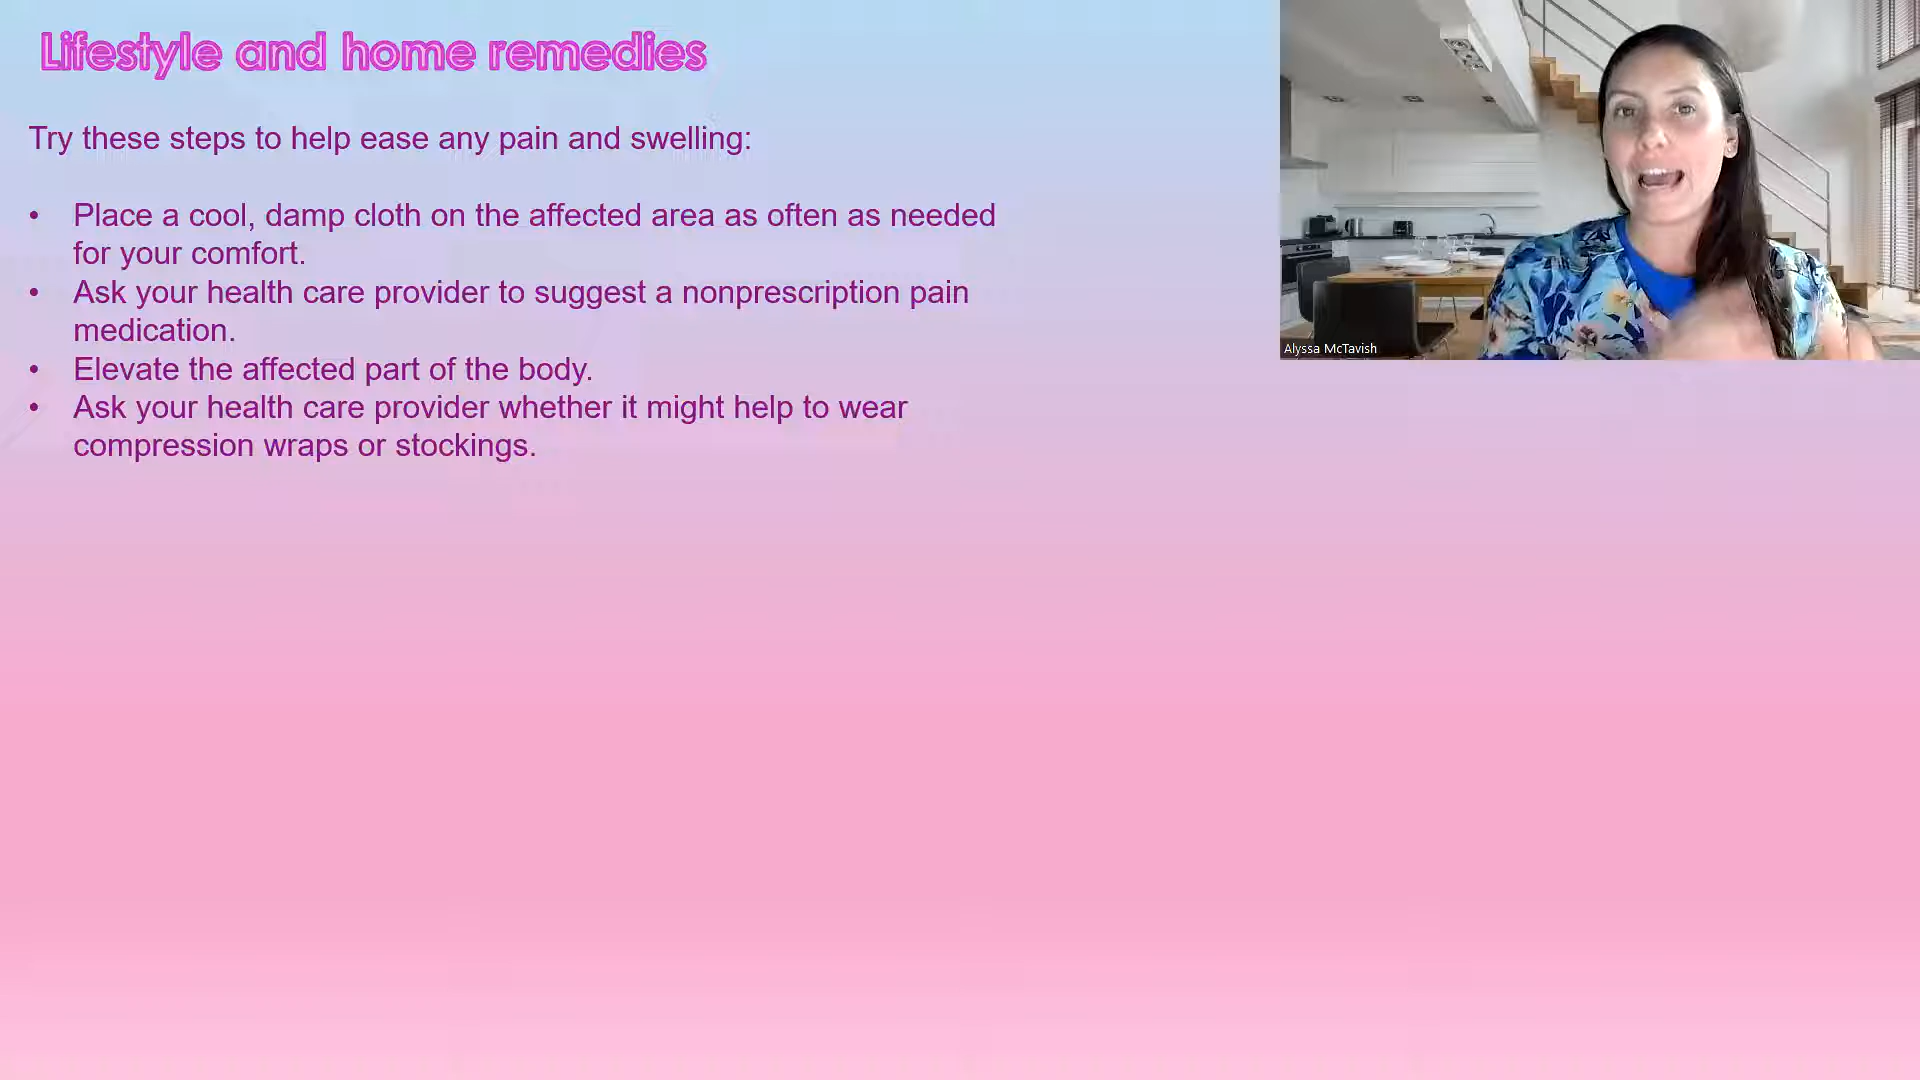 Lifestyle and home remedies
Try these steps to help ease any pain and swelling:
• Place a cool, damp cloth on the affected area as often as needed
for your comfort.
• Ask your health care provider to suggest a nonprescription pain
medication.
• Elevate the affected part of the body.
• Ask your health care provider whether it might help to wear
compression wraps or stockings.
Alyssa McTavish